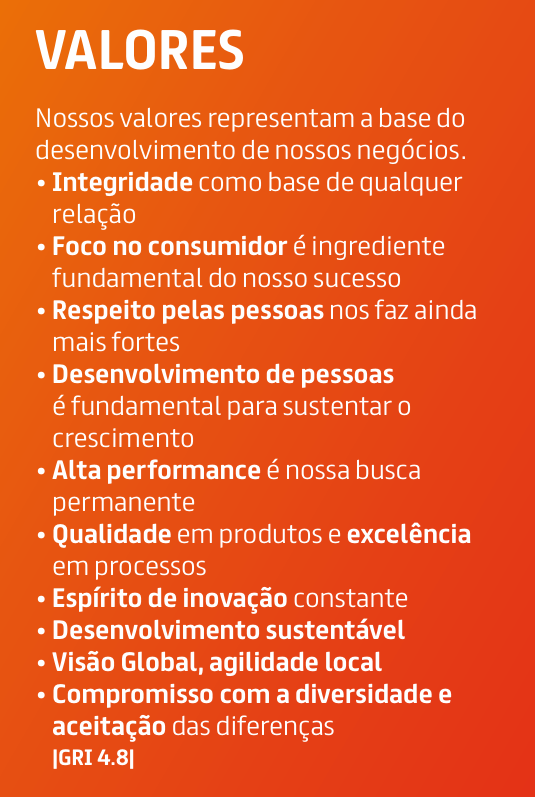 VALORES
Nossos valores representam a base do
desenvolvimento de nossos negócios.
• Integridade como base de qualquer
relação
• Foco no consumidor é ingrediente
fundamental do nosso sucesso
• Respeito pelas pessoas nos faz ainda
mais fortes
• Desenvolvimento de pessoas
é fundamental para sustentar o
crescimento
• Alta performance é nossa busca
permanente
• Qualidade em produtos e excelência
em processos
• Espírito de inovação constante
• Desenvolvimento sustentável
• Visão Global, agilidade local
• Compromisso com a diversidade e
aceitação das diferenças
|GRI 4.8|